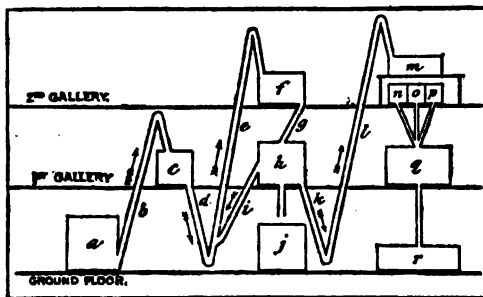 f
m
n o p
2ND GALLERY.
e
g
l
c
h
q
1ST GALLERY
d
k
b
i
a
j
r
GROUND FLOOR.